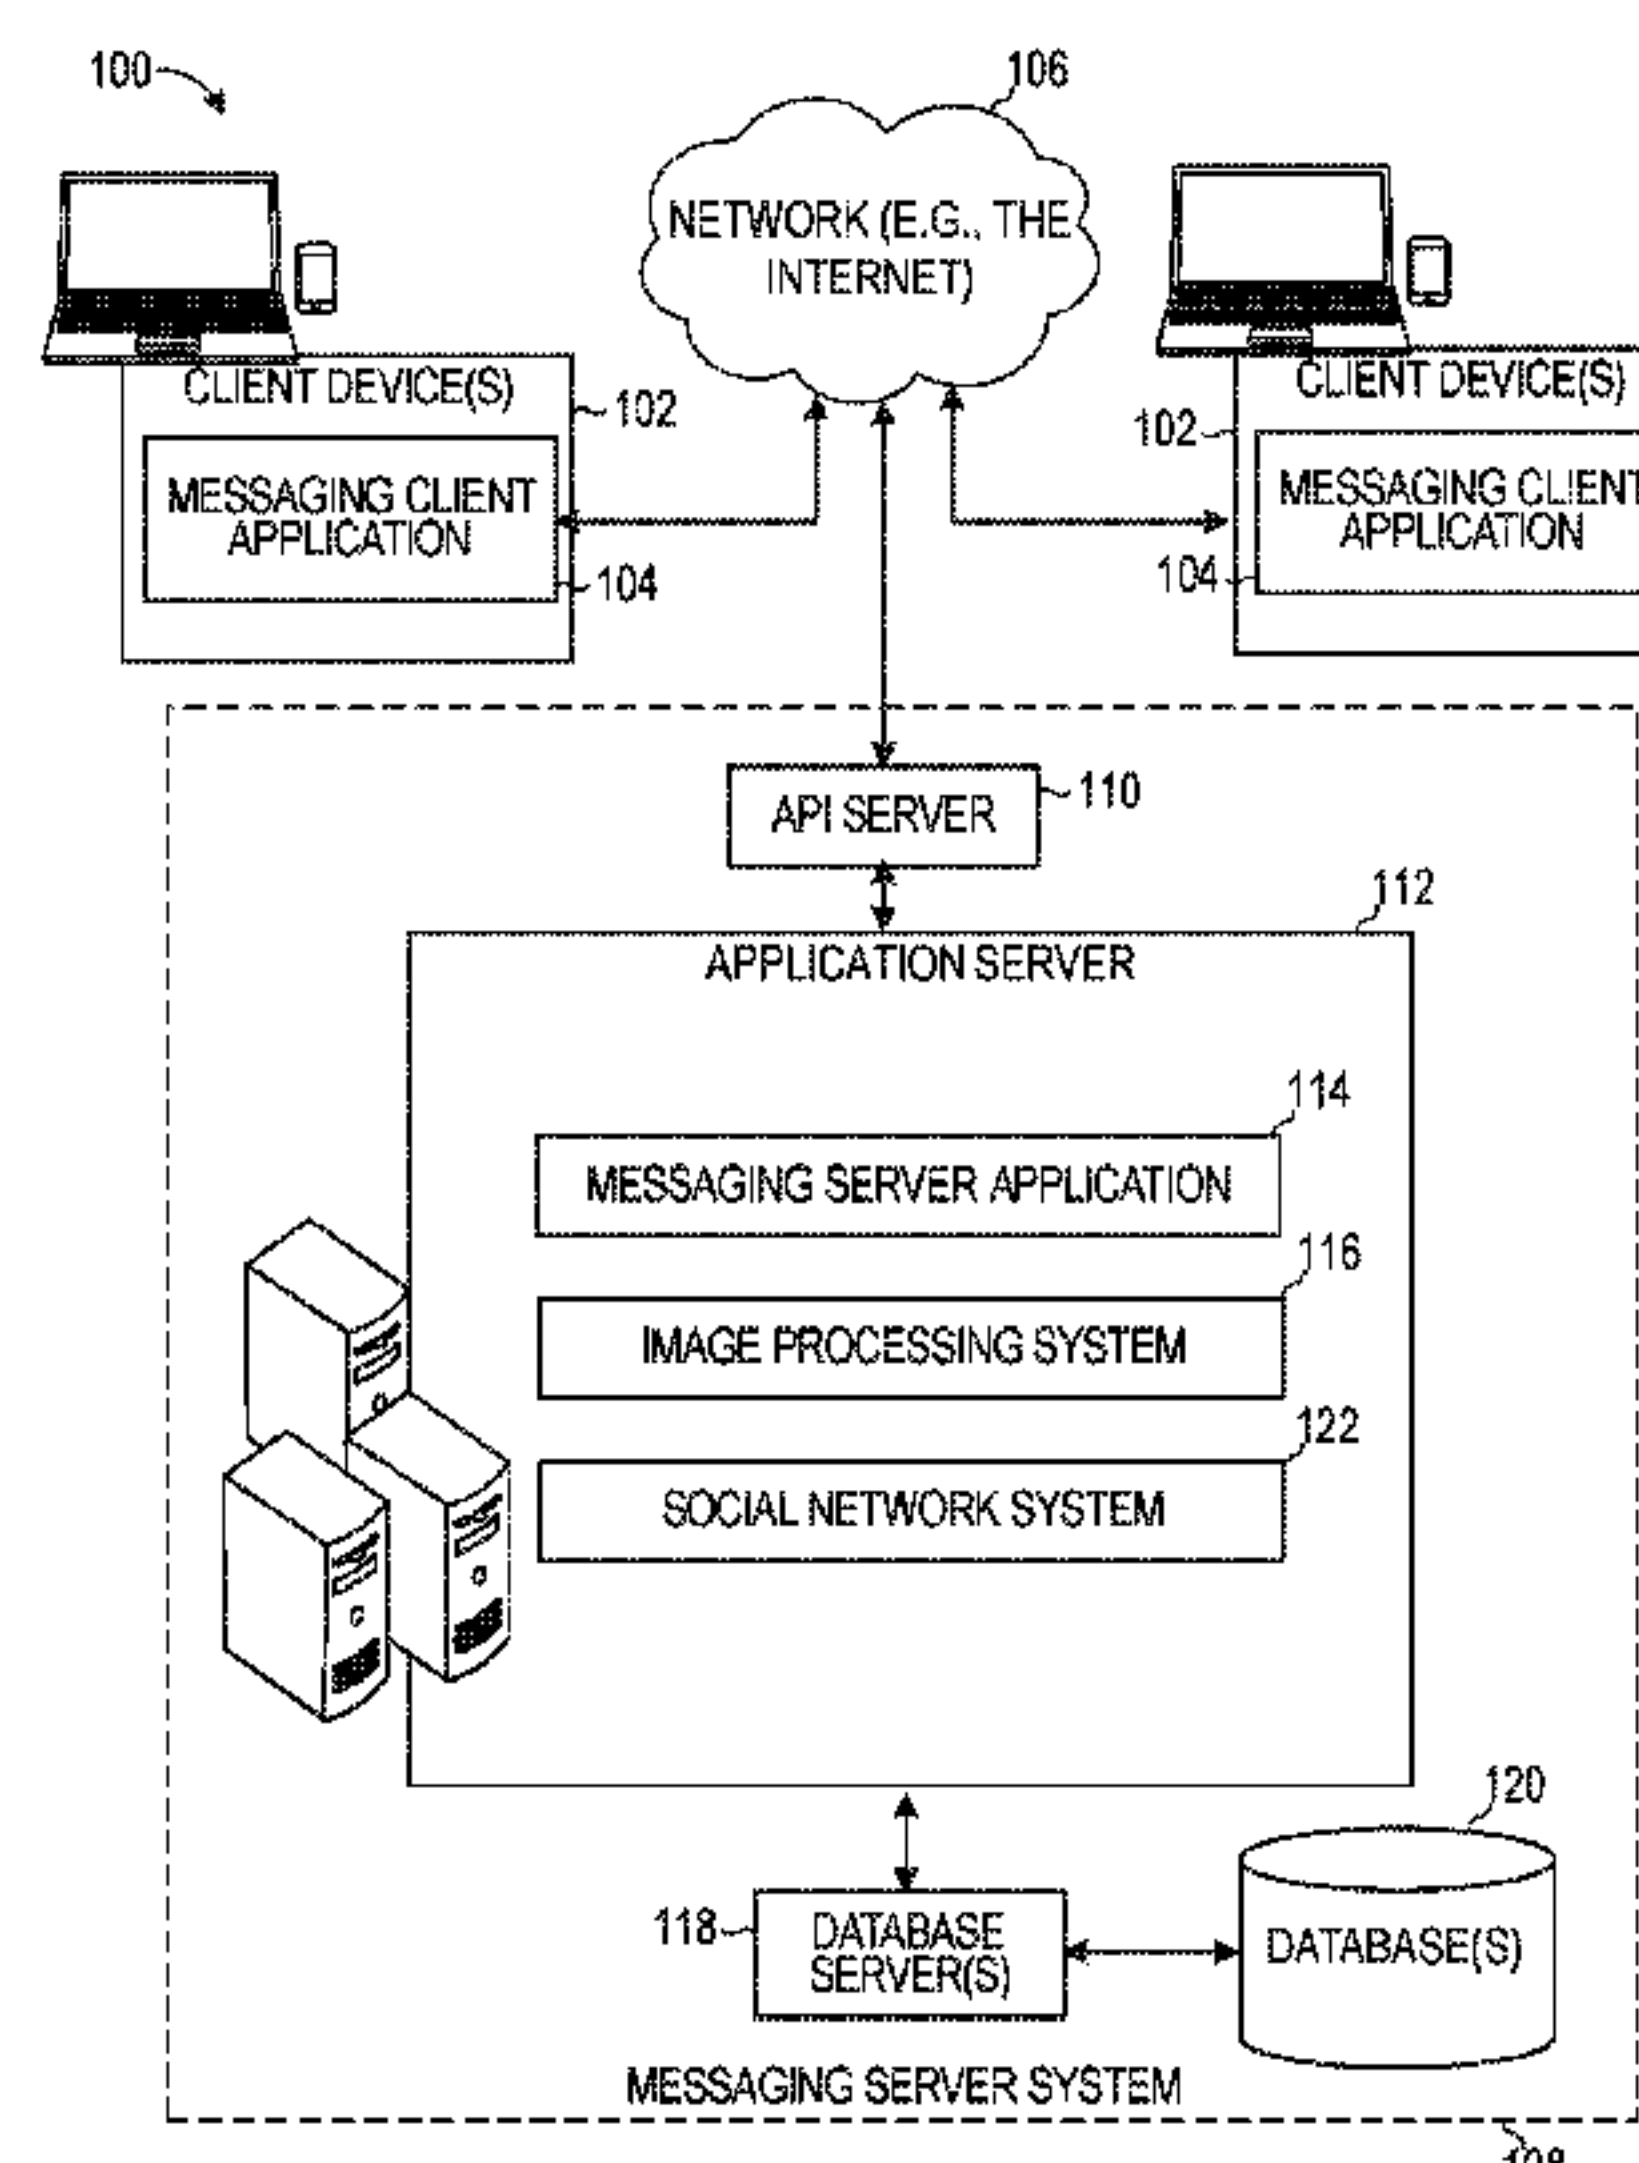 100
106
NETWORK (E.G., THE
INTERNET)
CLIENT DEVICE(S)
102
MESSAGING CLIENT
APPLICATION
104
CLIENT DEVICE(S)
102
MESSAGING CLIENT
APPLICATION
104
API SERVER
110
112
APPLICATION SERVER
114
MESSAGING SERVER APPLICATION
116
IMAGE PROCESSING SYSTEM
122
SOCIAL NETWORK SYSTEM
120
118
DATABASE
SERVER(S)
DATABASE(S)
MESSAGING SERVER SYSTEM